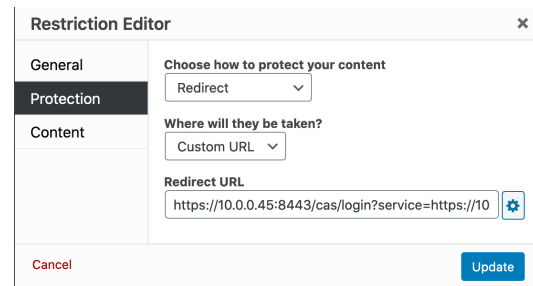 Restriction Editor
General
Protection
Content
Choose how to protect your content
Redirect
Where will they be taken?
Custom URL
Redirect URL
https://10.0.0.45:8443/cas/login?service=https://10
Cancel
Update